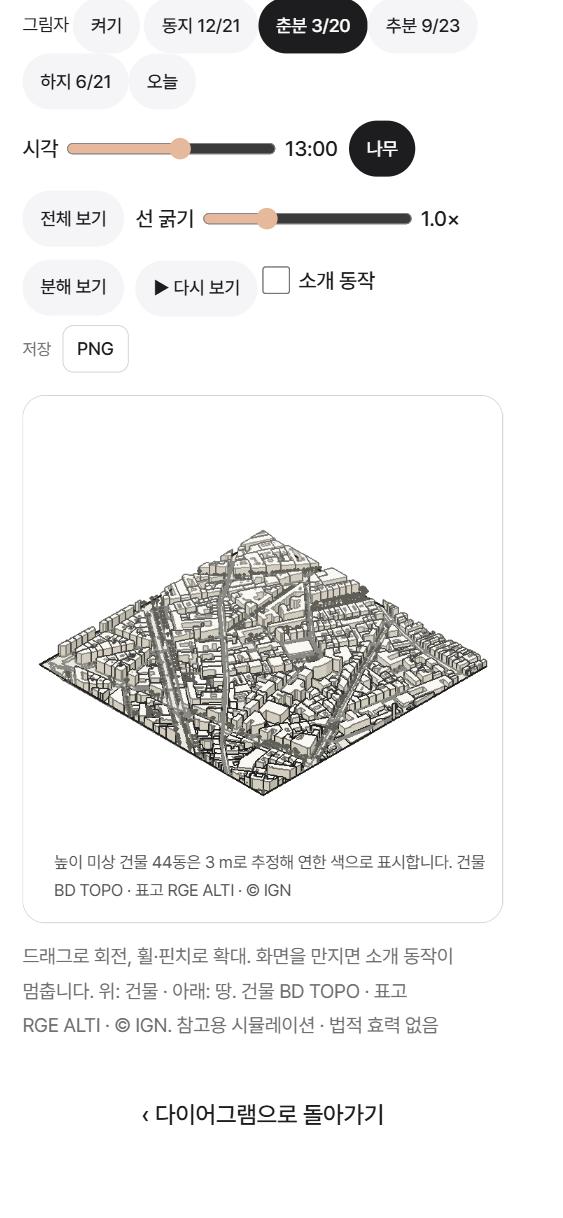 그림자 켜기 동지 12/21 춘분 3/20 추분 9/23
하지 6/21 오늘
시각 13:00 나무
전체 보기 선 굵기 1.0×
분해 보기 ▶ 다시 보기 소개 동작
저장 PNG
높이 미상 건물 44동은 3 m로 추정해 연한 색으로 표시합니다. 건물
BD TOPO · 표고 RGE ALTI · © IGN
드래그로 회전, 휠·핀치로 확대. 화면을 만지면 소개 동작이
멈춥니다. 위: 건물 · 아래: 땅. 건물 BD TOPO · 표고
RGE ALTI · © IGN. 참고용 시뮬레이션 · 법적 효력 없음
‹ 다이어그램으로 돌아가기